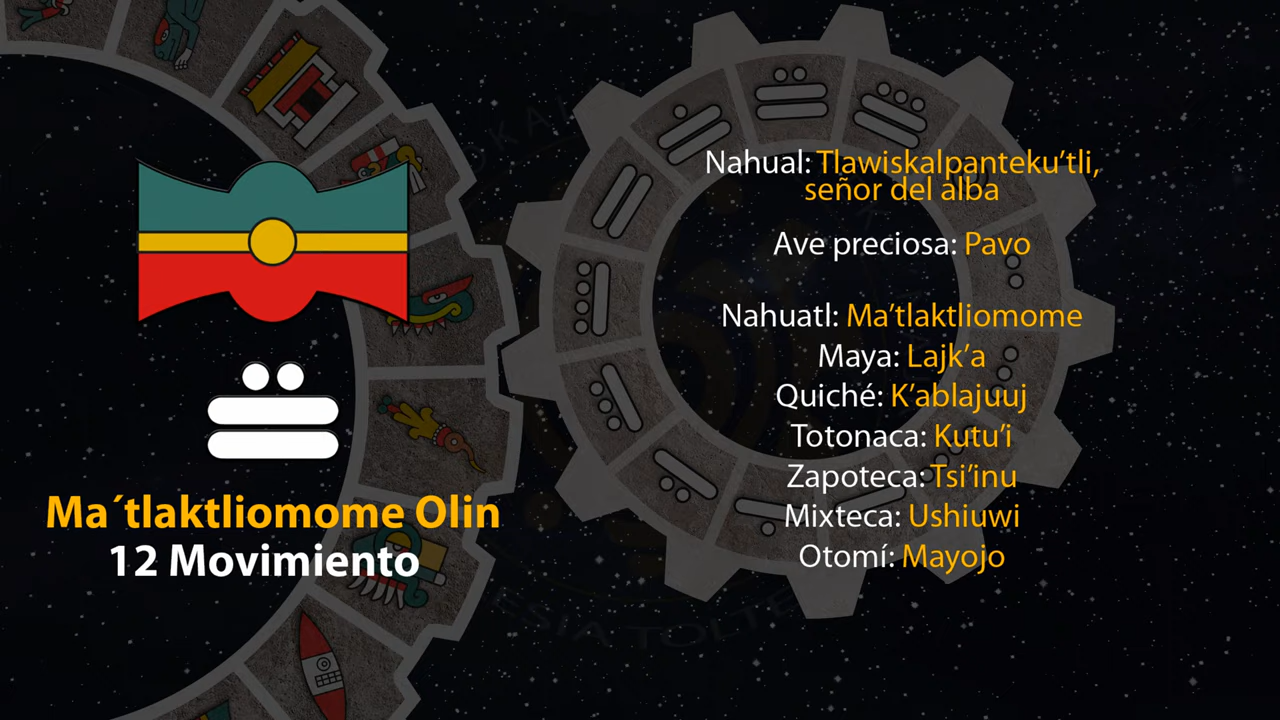 Ma´tlaktliomome Olin
12 Movimiento
Nahual: Tlawiskalpanteku’tli,
señor del alba
Ave preciosa: Pavo
Nahuatl: Ma’tlaktliomome
Maya: Lajk’a
Quiché: K’ablajuuj
Totonaca: Kutu’i
Zapoteca: Tsi’inu
Mixteca: Ushiuwi
Otomí: Mayojo